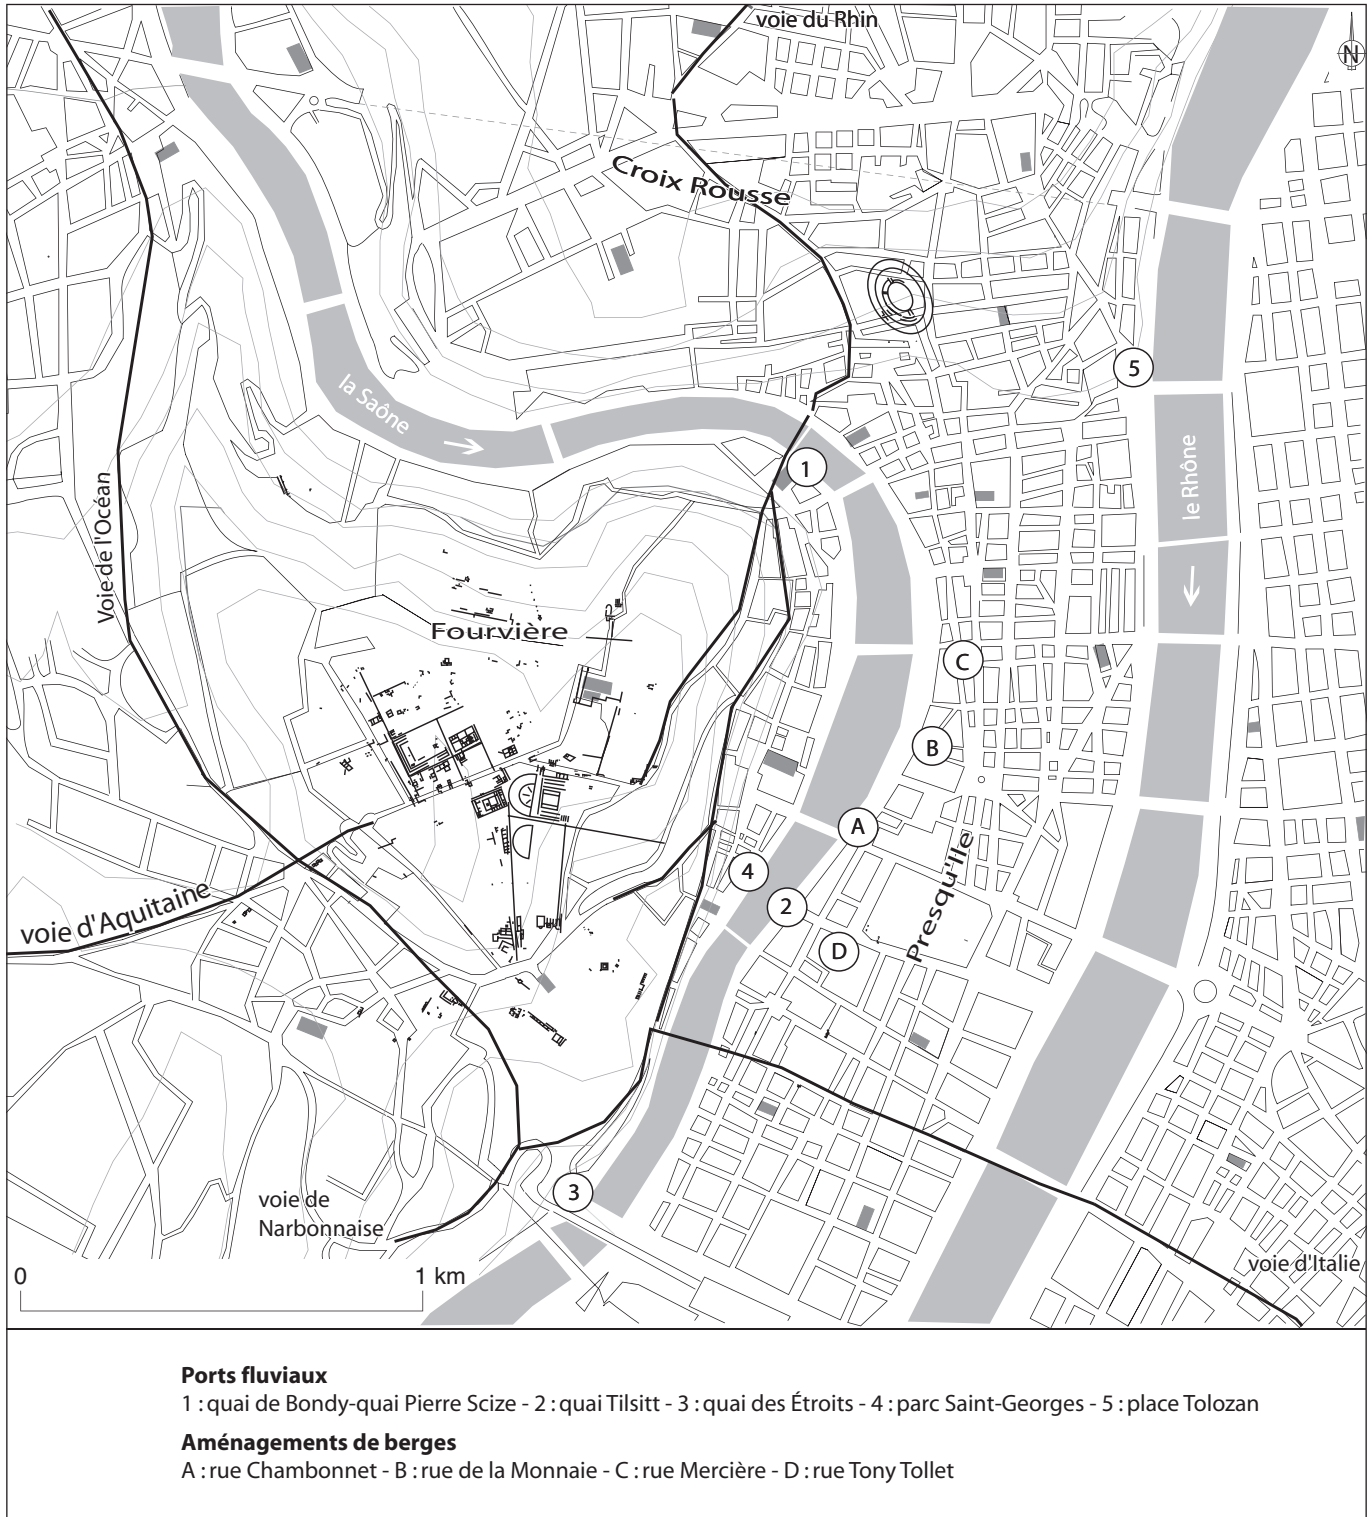 voie du Rhin
N
Croix Rousse
5
la Saône
1
le Rhône
Voie de l'Océan
Fourvière
C
B
A
4
Presqu'Ile
voie d'Aquitaine
2
D
3
voie de
Narbonnaise
voie d'Italie
0 1 km
Ports fluviaux
1 : quai de Bondy-quai Pierre Scize - 2 : quai Tilsitt - 3 : quai des Étroits - 4 : parc Saint-Georges - 5 : place Tolozan
Aménagements de berges
A : rue Chambonnet - B : rue de la Monnaie - C : rue Mercière - D : rue Tony Tollet